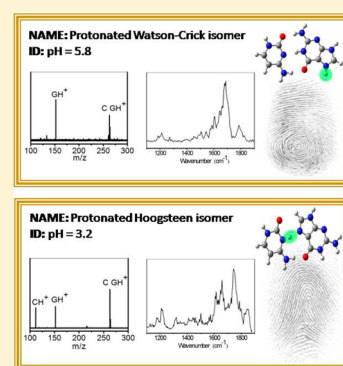 NAME: Protonated Watson-Crick isomer
ID: pH = 5.8
GH+
C GH+
100 150 200 250 300
m/z
1200 1400 1600 1800
Wavenumber (cm-1)
NAME: Protonated Hoogsteen isomer
ID: pH = 3.2
C GH+
CH+ GH+
100 150 200 250 300
m/z
1200 1400 1600 1800
Wavenumber (cm-1)